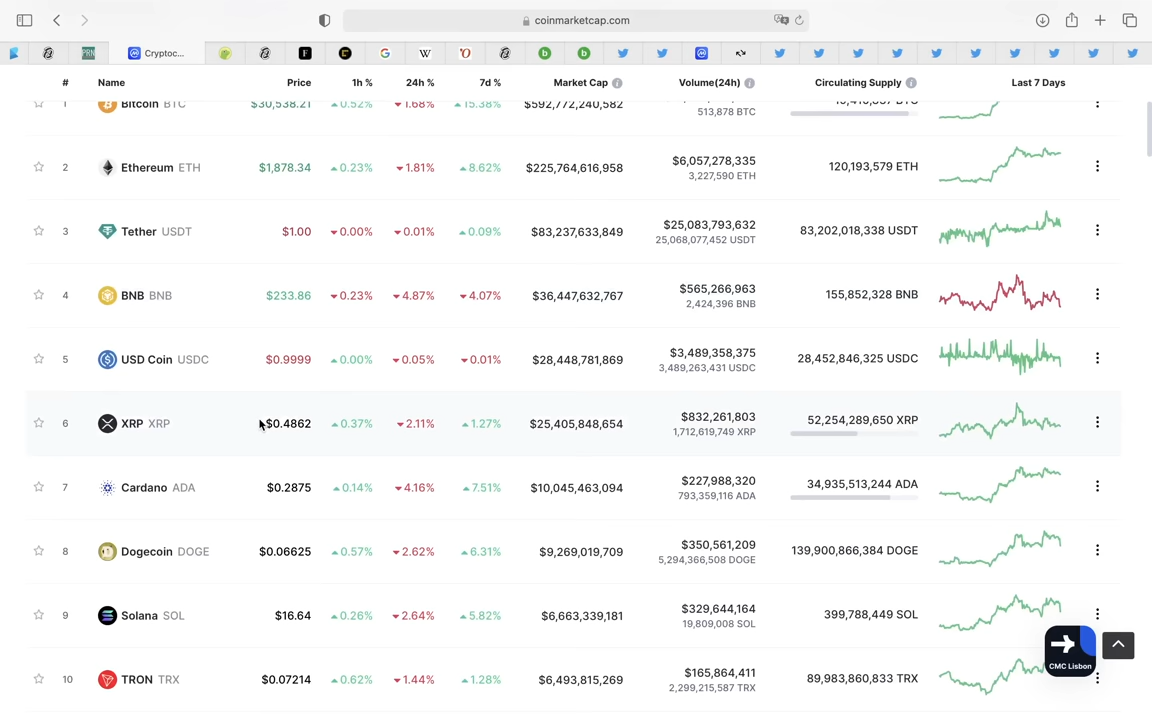 coinmarketcap.com
PRN
Cryptoc...
F
G
W
b
b
# Name Price 1h % 24h % 7d % Market Cap Volume(24h) Circulating Supply Last 7 Days
1 Bitcoin BTC $30,538.21 0.52% 1.68% 15.38% $592,772,240,582
513,878 BTC
2 Ethereum ETH $1,878.34 0.23% 1.81% 8.62% $225,764,616,958 $6,057,278,335 120,193,579 ETH
3,227,590 ETH
3 Tether USDT $1.00 0.00% 0.01% 0.09% $83,237,633,849 $25,083,793,632 83,202,018,338 USDT
25,068,077,452 USDT
4 BNB BNB $233.86 0.23% 4.87% 4.07% $36,447,632,767 $565,266,963 155,852,328 BNB
2,424,396 BNB
5 USD Coin USDC $0.9999 0.00% 0.05% 0.01% $28,448,781,869 $3,489,358,375 28,452,846,325 USDC
3,489,263,431 USDC
6 XRP XRP $0.4862 0.37% 2.11% 1.27% $25,405,848,654 $832,261,803 52,254,289,650 XRP
1,712,619,749 XRP
7 Cardano ADA $0.2875 0.14% 4.16% 7.51% $10,045,463,094 $227,988,320 34,935,513,244 ADA
793,359,116 ADA
8 Dogecoin DOGE $0.06625 0.57% 2.62% 6.31% $9,269,019,709 $350,561,209 139,900,866,384 DOGE
5,294,366,508 DOGE
9 Solana SOL $16.64 0.26% 2.64% 5.82% $6,663,339,181 $329,644,164 399,788,449 SOL
19,809,008 SOL
10 TRON TRX $0.07214 0.62% 1.44% 1.28% $6,493,815,269 $165,864,411 89,983,860,833 TRX
2,299,215,587 TRX
CMC Lisbon